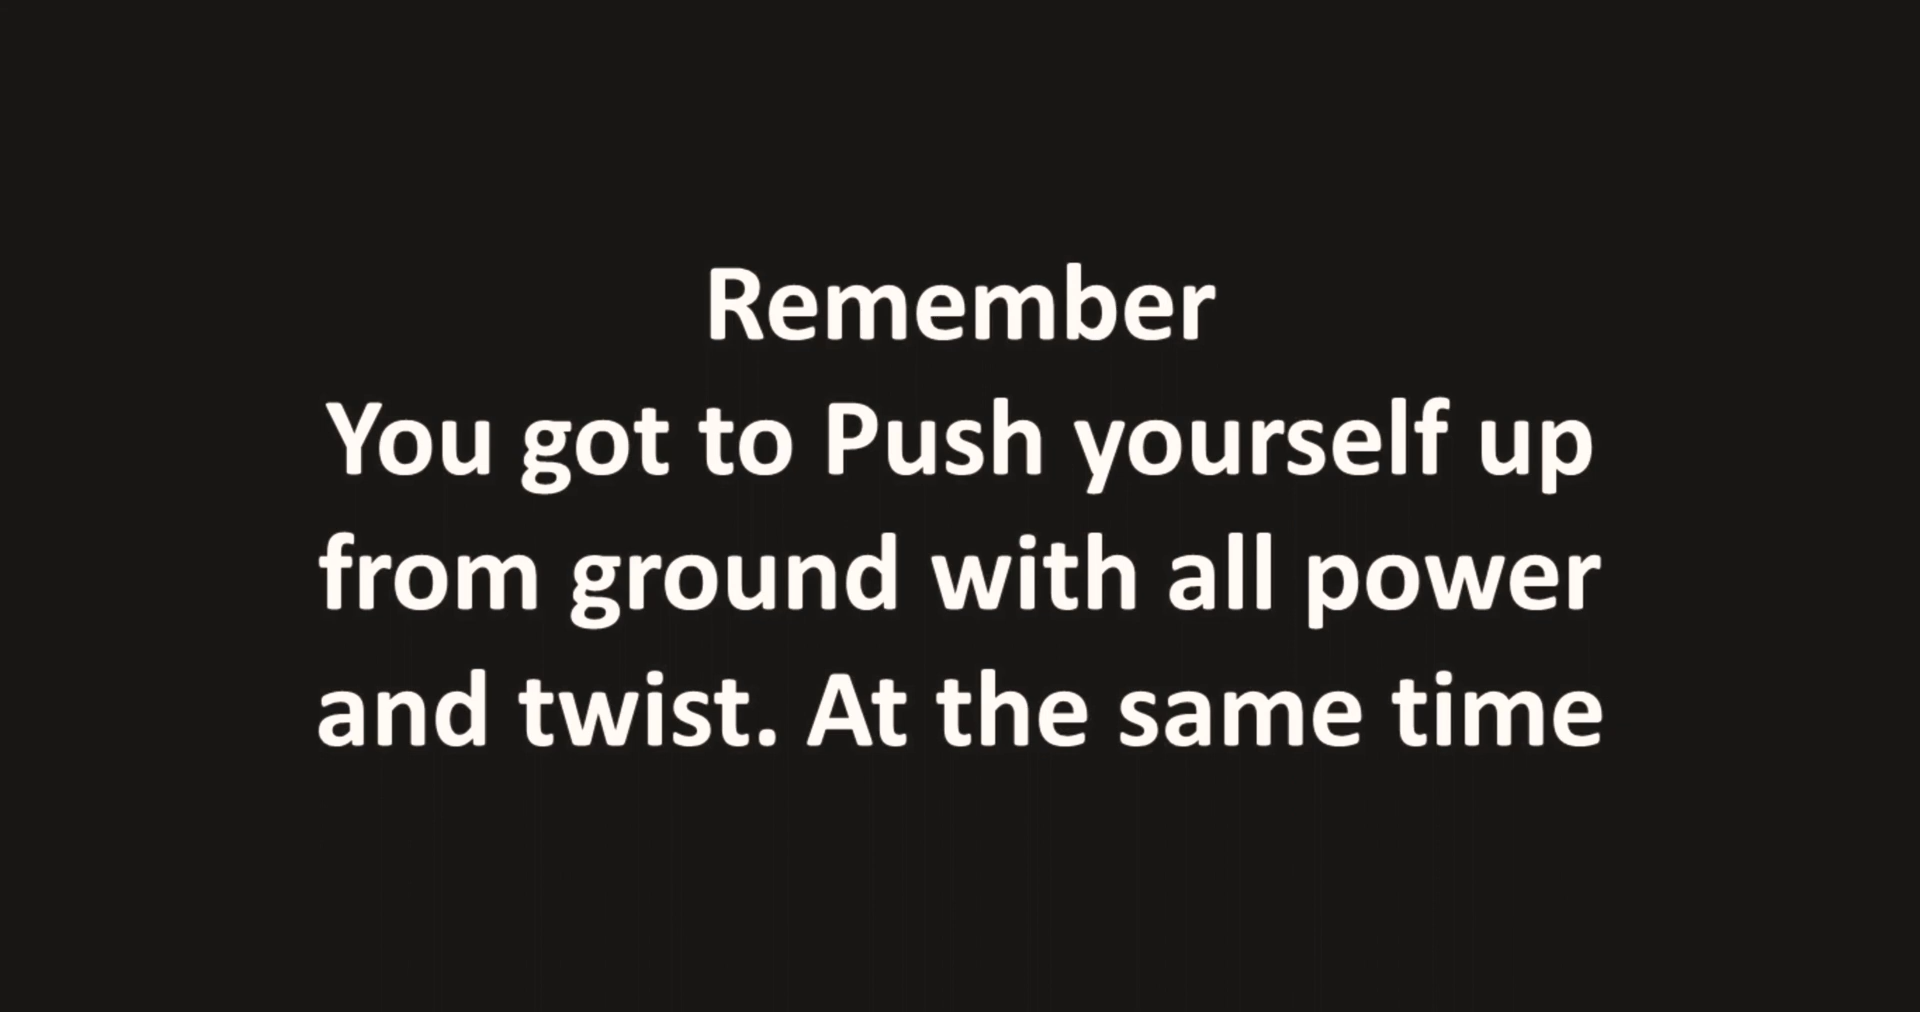 Remember
You got to Push yourself up
from ground with all power
and twist. At the same time